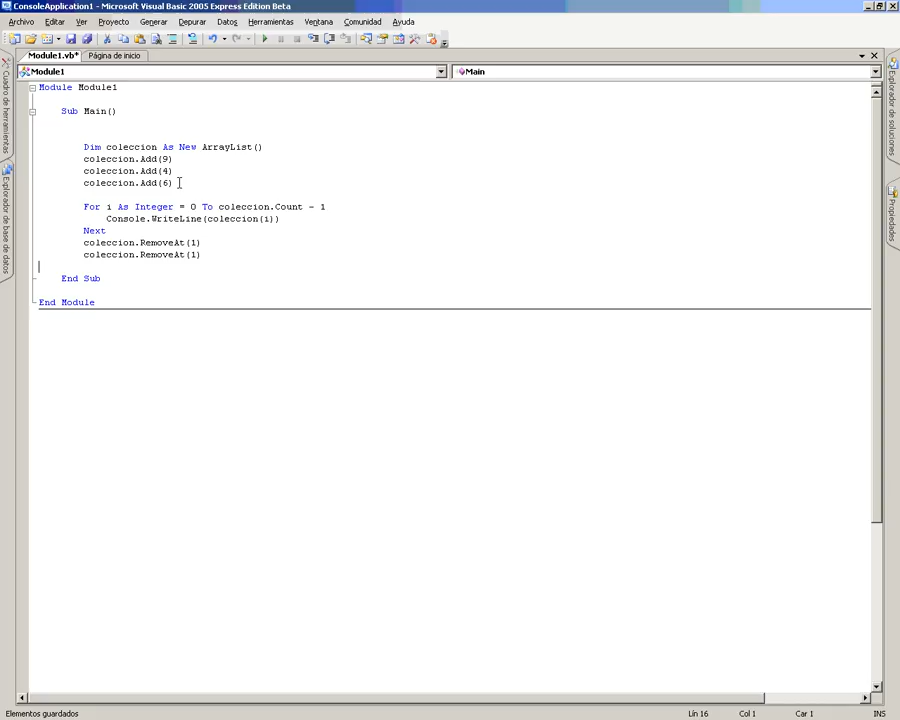 ConsoleApplication1 - Microsoft Visual Basic 2005 Express Edition Beta
Archivo Editar Ver Proyecto Generar Depurar Datos Herramientas Ventana Comunidad Ayuda
Module1.vb* Página de inicio
Module1 Main
Cuadro de herramientas
Explorador de base de datos
Module Module1
Sub Main()
Dim coleccion As New ArrayList()
coleccion.Add(9)
coleccion.Add(4)
coleccion.Add(6)
For i As Integer = 0 To coleccion.Count - 1
Console.WriteLine(coleccion(i))
Next
coleccion.RemoveAt(1)
coleccion.RemoveAt(1)
End Sub
End Module
Explorador de soluciones
Propiedades
Elementos guardados Lín 16 Col 1 Car 1 INS